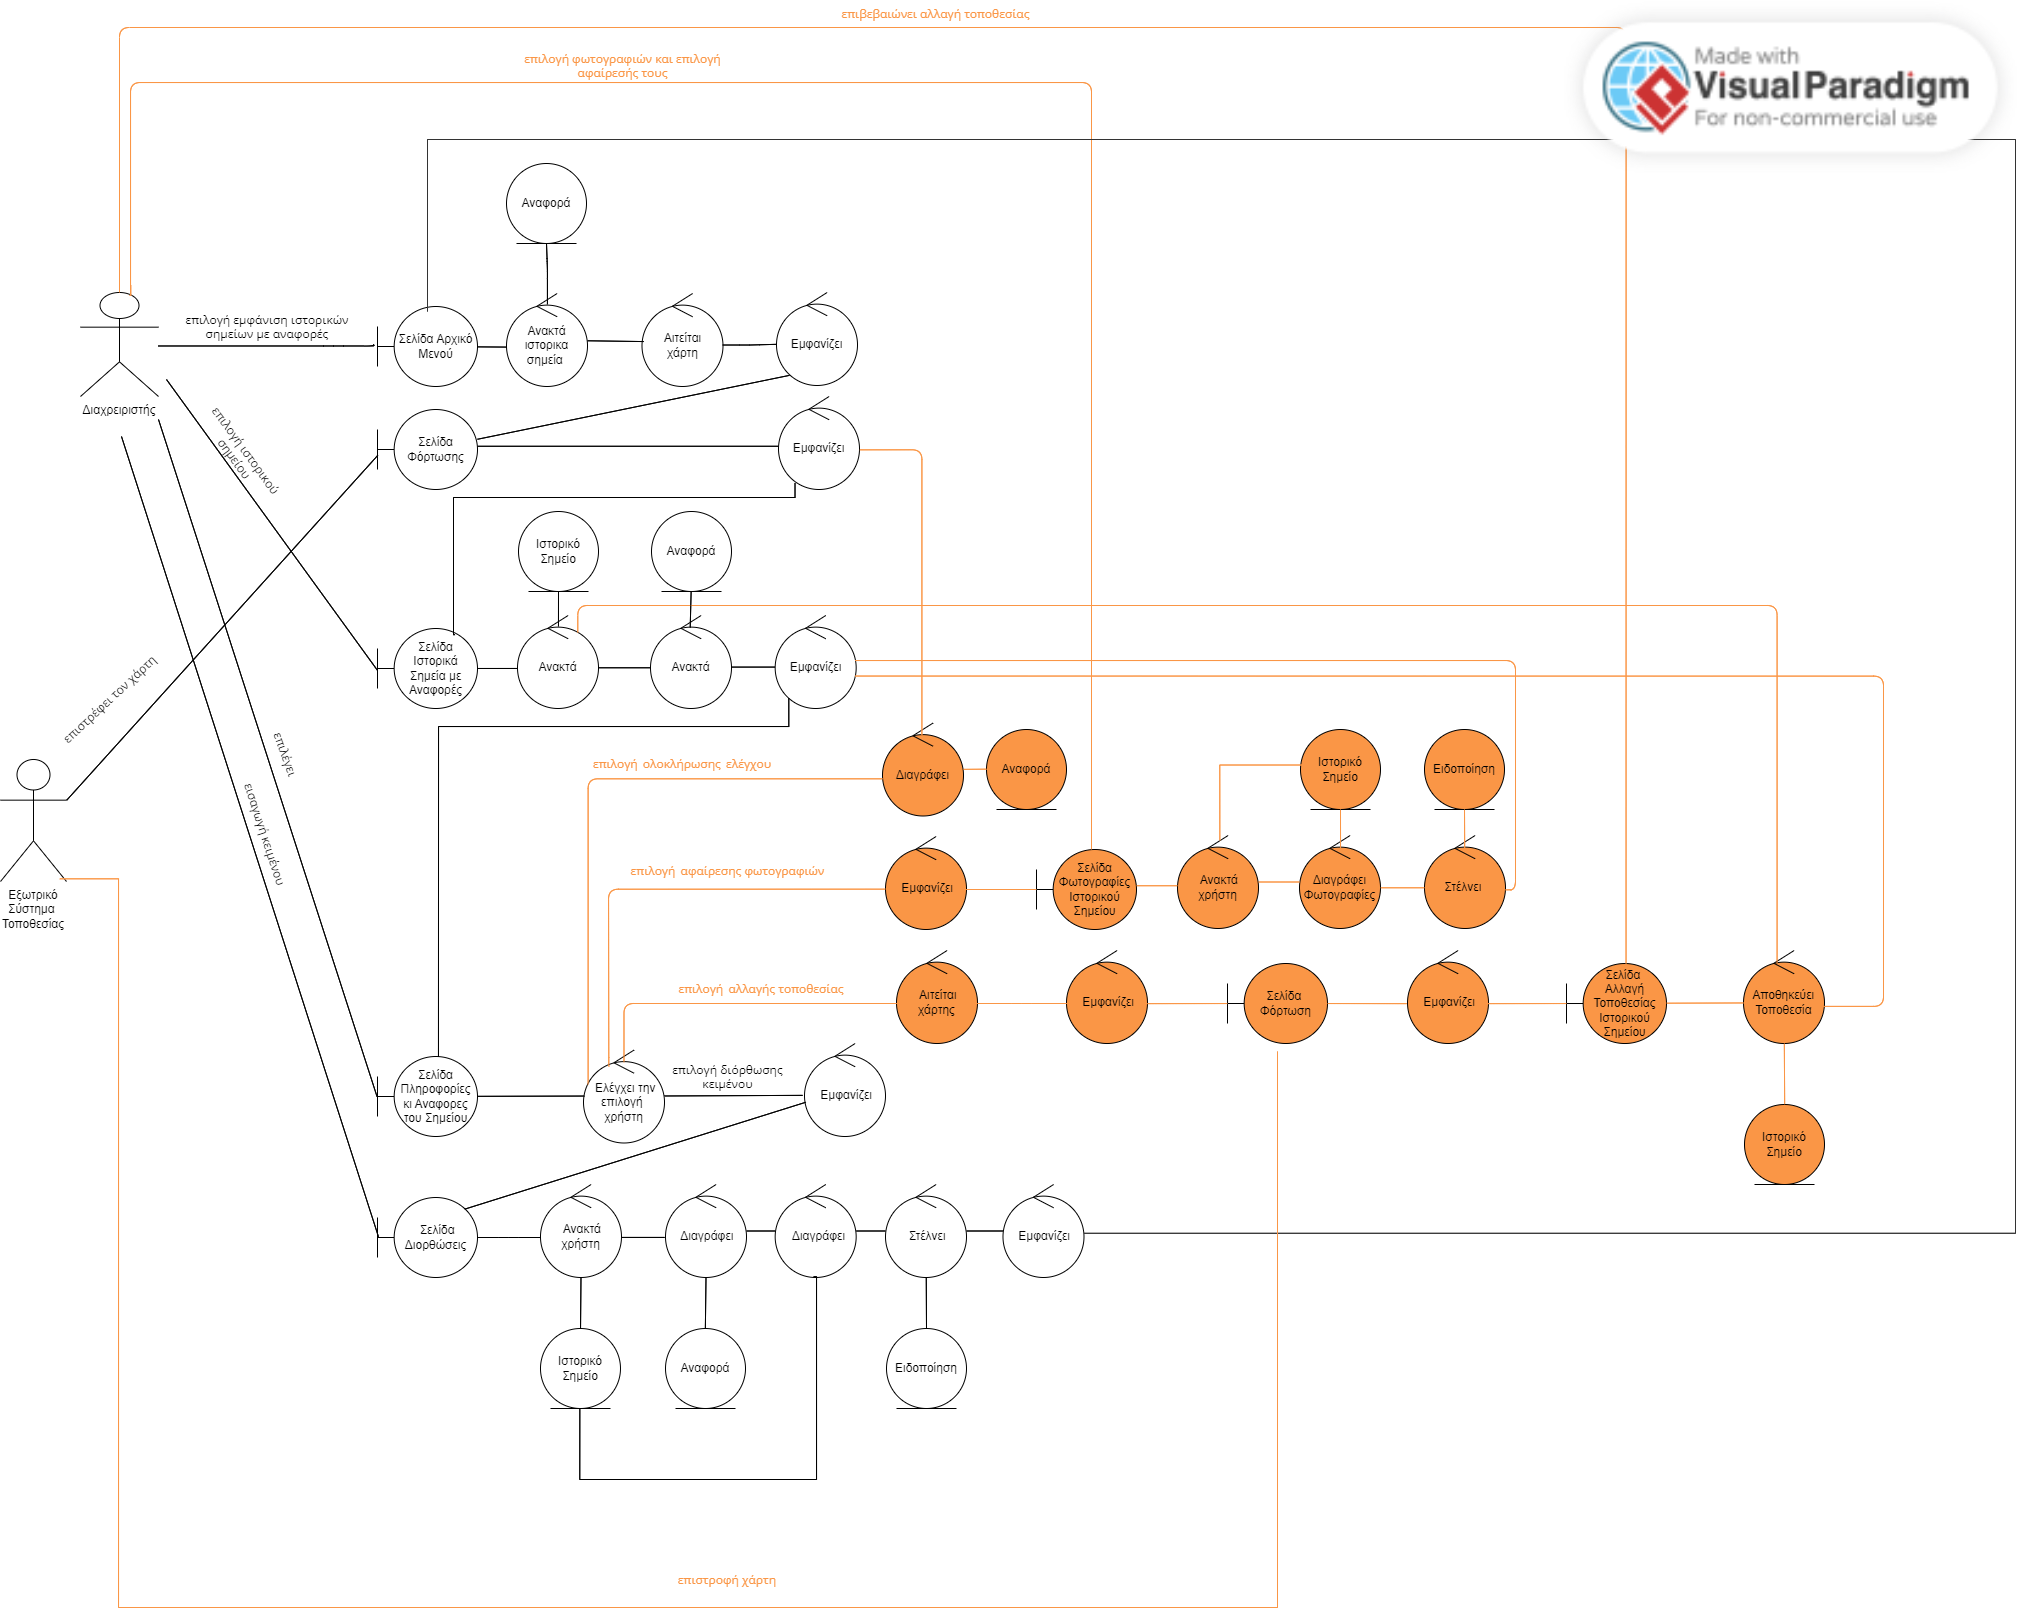 επιβεβαιώνει αλλαγή τοποθεσίας
επιλογή φωτογραφιών και επιλογή
αφαίρεσής τους
Made with
Visual Paradigm
For non-commercial use
Αναφορά
επιλογή εμφάνιση ιστορικών
σημείων με αναφορές
Σελίδα Αρχικό
Μενού
Ανακτά
ιστορικα
σημεία
Αιτείται
χάρτη
Εμφανίζει
Διαχρειριστής
επιλογή ιστορικού
σημείου
Σελίδα
Φόρτωσης
Εμφανίζει
Ιστορικό
Σημείο
Αναφορά
Σελίδα
Ιστορικά
Σημεία με
Αναφορές
Ανακτά
Ανακτά
Εμφανίζει
επιστρέφει τον χάρτη
επιλέγει
εισαγωγή κειμένου
επιλογή ολοκλήρωσης ελέγχου
Διαγράφει
Αναφορά
Ιστορικό
Σημείο
Ειδοποίηση
Εξωτρικό
Σύστημα
Τοποθεσίας
επιλογή αφαίρεσης φωτογραφιών
Εμφανίζει
Σελίδα
Φωτογραφίες
Ιστορικού
Σημείου
Ανακτά
χρήστη
Διαγράφει
Φωτογραφίες
Στέλνει
επιλογή αλλαγής τοποθεσίας
Αιτείται
χάρτης
Εμφανίζει
Σελίδα
Φόρτωση
Εμφανίζει
Σελίδα
Αλλαγή
Τοποθεσίας
Ιστορικού
Σημείου
Αποθηκεύει
Τοποθεσία
Σελίδα
Πληροφορίες
κι Αναφορες
του Σημείου
Ελέγχει την
επιλογή
χρήστη
επιλογή διόρθωσης
κειμένου
Εμφανίζει
Ιστορικό
Σημείο
Σελίδα
Διορθώσεις
Ανακτά
χρήστη
Διαγράφει
Διαγράφει
Στέλνει
Εμφανίζει
Ιστορικό
Σημείο
Αναφορά
Ειδοποίηση
επιστροφή χάρτη